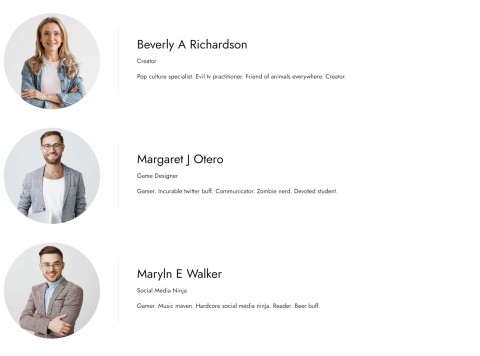 Beverly A Richardson
Creator
Pop culture specialist. Evil tv practitioner. Friend of animals everywhere. Creator.
Margaret J Otero
Game Designer
Gamer. Incurable twitter buff. Communicator. Zombie nerd. Devoted student.
Maryln E Walker
Social Media Ninja
Gamer. Music maven. Hardcore social media ninja. Reader. Beer buff.